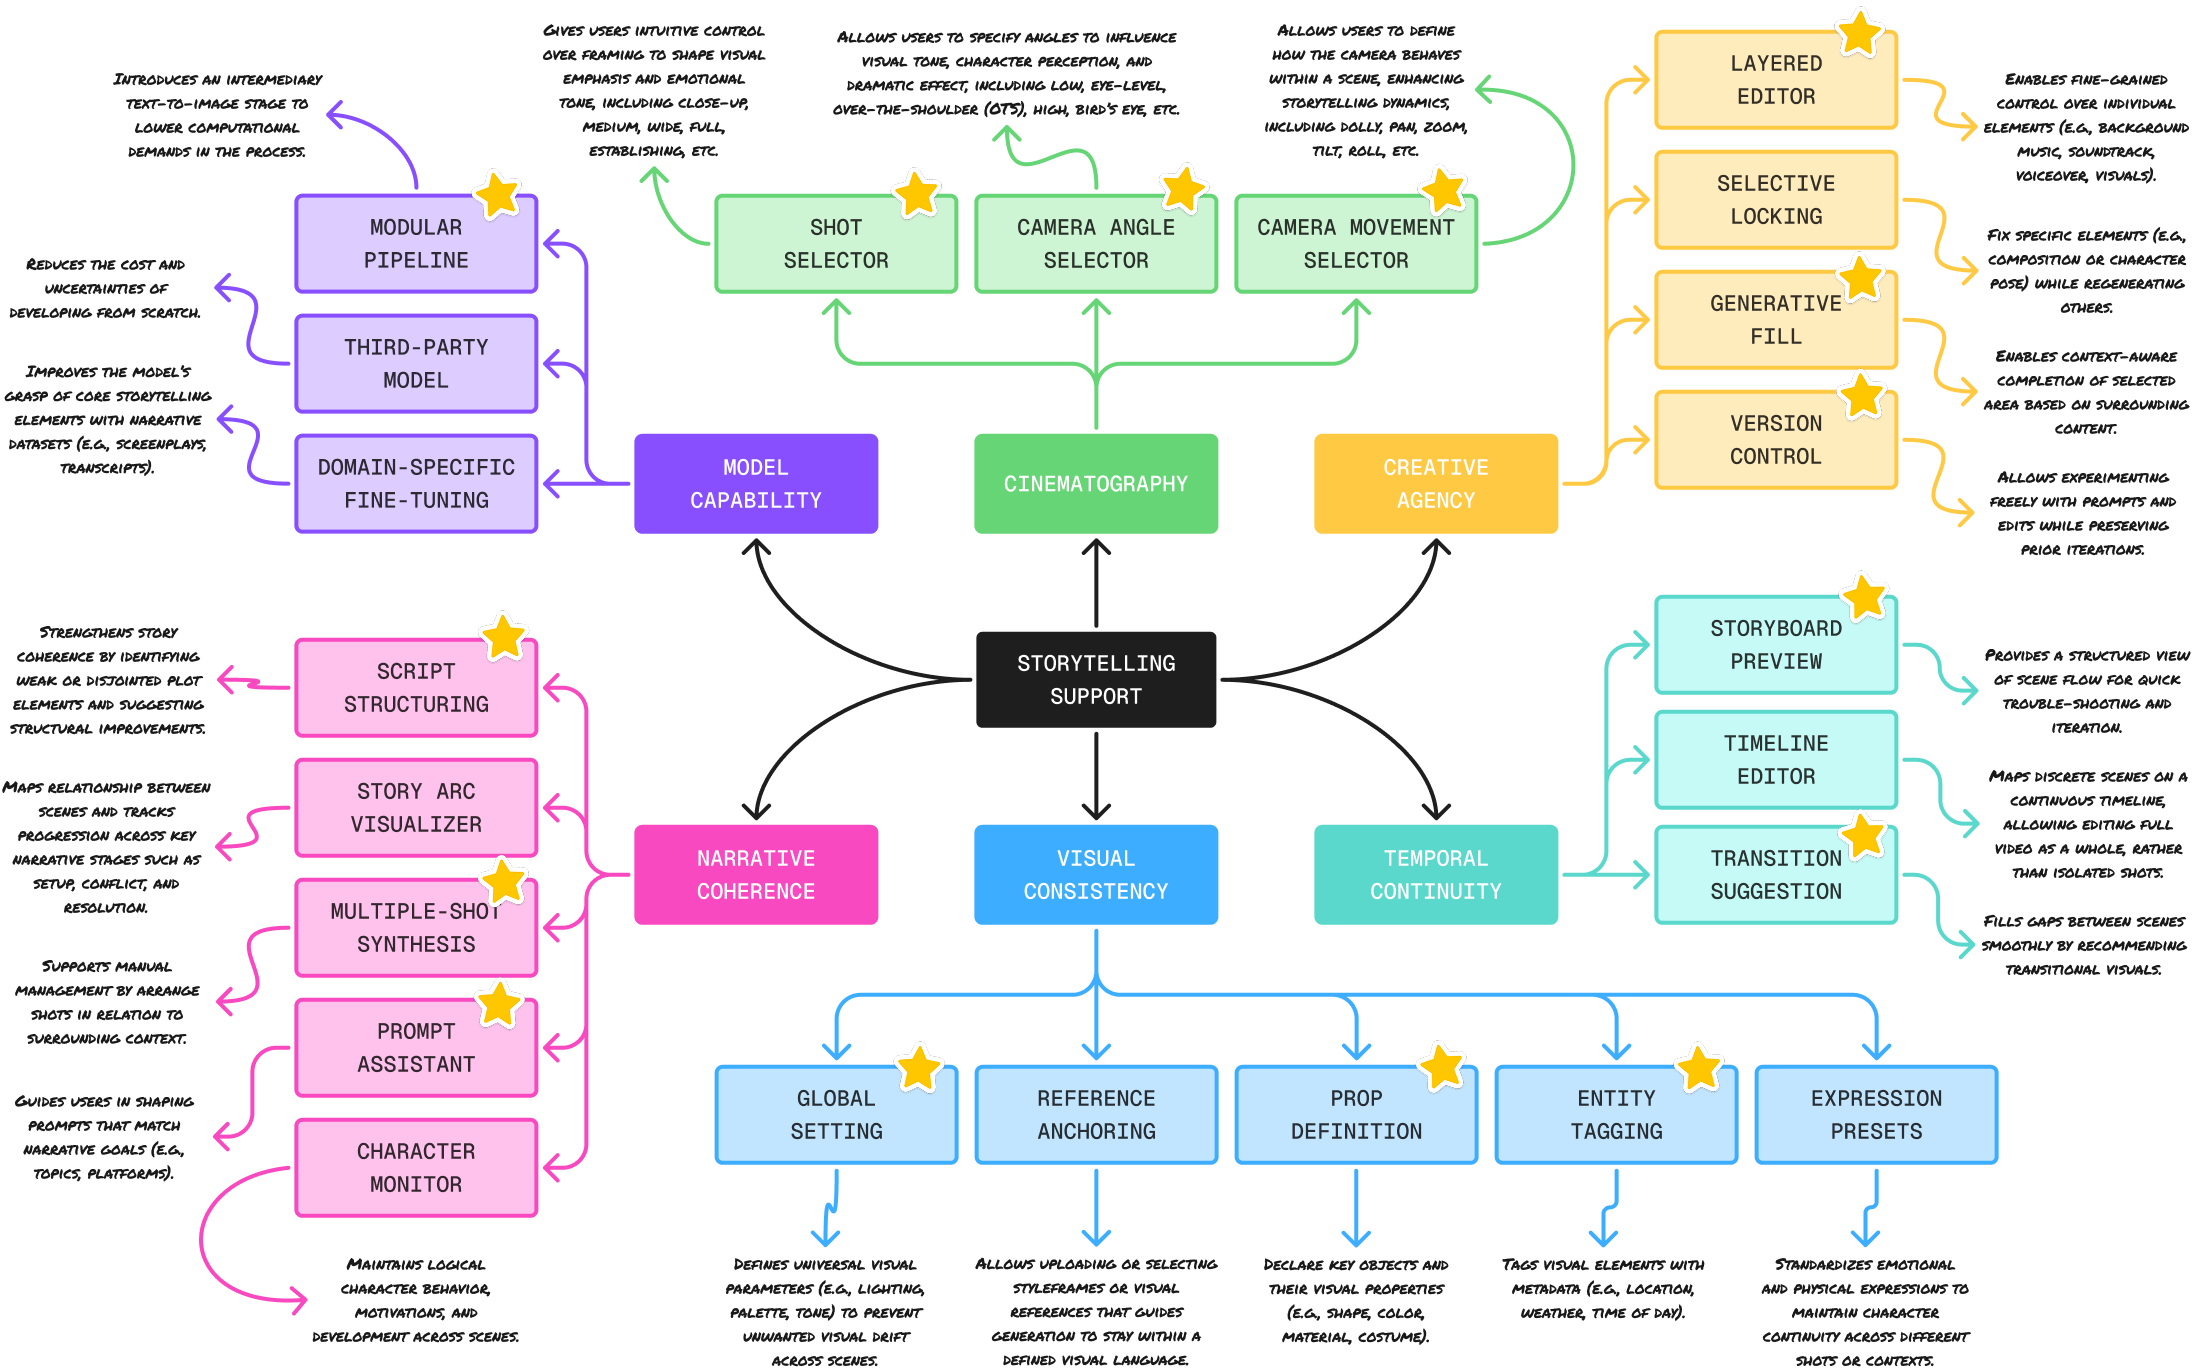 INTRODUCES AN INTERMEDIARY
TEXT-TO-IMAGE STAGE TO
LOWER COMPUTATIONAL
DEMANDS IN THE PROCESS.
MODULAR
PIPELINE
REDUCES THE COST AND
UNCERTAINTIES OF
DEVELOPING FROM SCRATCH.
THIRD-PARTY
MODEL
IMPROVES THE MODEL'S
GRASP OF CORE STORYTELLING
ELEMENTS WITH NARRATIVE
DATASETS (E.G., SCREENPLAYS,
TRANSCRIPTS).
DOMAIN-SPECIFIC
FINE-TUNING
MODEL
CAPABILITY
GIVES USERS INTUITIVE CONTROL
OVER FRAMING TO SHAPE VISUAL
EMPHASIS AND EMOTIONAL
TONE, INCLUDING CLOSE-UP,
MEDIUM, WIDE, FULL,
ESTABLISHING, ETC.
SHOT
SELECTOR
ALLOWS USERS TO SPECIFY ANGLES TO INFLUENCE
VISUAL TONE, CHARACTER PERCEPTION, AND
DRAMATIC EFFECT, INCLUDING LOW, EYE-LEVEL,
OVER-THE-SHOULDER (OTS), HIGH, BIRD'S EYE, ETC.
CAMERA ANGLE
SELECTOR
ALLOWS USERS TO DEFINE
HOW THE CAMERA BEHAVES
WITHIN A SCENE, ENHANCING
STORYTELLING DYNAMICS,
INCLUDING DOLLY, PAN, ZOOM,
TILT, ROLL, ETC.
CAMERA MOVEMENT
SELECTOR
CINEMATOGRAPHY
LAYERED
EDITOR
ENABLES FINE-GRAINED
CONTROL OVER INDIVIDUAL
ELEMENTS (E.G., BACKGROUND
MUSIC, SOUNDTRACK,
VOICEOVER, VISUALS).
SELECTIVE
LOCKING
FIX SPECIFIC ELEMENTS (E.G.,
COMPOSITION OR CHARACTER
POSE) WHILE REGENERATING
OTHERS.
GENERATIVE
FILL
ENABLES CONTEXT-AWARE
COMPLETION OF SELECTED
AREA BASED ON SURROUNDING
CONTENT.
VERSION
CONTROL
ALLOWS EXPERIMENTING
FREELY WITH PROMPTS AND
EDITS WHILE PRESERVING
PRIOR ITERATIONS.
CREATIVE
AGENCY
STORYTELLING
SUPPORT
STRENGTHENS STORY
COHERENCE BY IDENTIFYING
WEAK OR DISJOINTED PLOT
ELEMENTS AND SUGGESTING
STRUCTURAL IMPROVEMENTS.
SCRIPT
STRUCTURING
MAPS RELATIONSHIP BETWEEN
SCENES AND TRACKS
PROGRESSION ACROSS KEY
NARRATIVE STAGES SUCH AS
SETUP, CONFLICT, AND
RESOLUTION.
STORY ARC
VISUALIZER
SUPPORTS MANUAL
MANAGEMENT BY ARRANGE
SHOTS IN RELATION TO
SURROUNDING CONTEXT.
MULTIPLE-SHOT
SYNTHESIS
GUIDES USERS IN SHAPING
PROMPTS THAT MATCH
NARRATIVE GOALS (E.G.,
TOPICS, PLATFORMS).
PROMPT
ASSISTANT
CHARACTER
MONITOR
MAINTAINS LOGICAL
CHARACTER BEHAVIOR,
MOTIVATIONS, AND
DEVELOPMENT ACROSS SCENES.
NARRATIVE
COHERENCE
VISUAL
CONSISTENCY
TEMPORAL
CONTINUITY
STORYBOARD
PREVIEW
PROVIDES A STRUCTURED VIEW
OF SCENE FLOW FOR QUICK
TROUBLE-SHOOTING AND
ITERATION.
TIMELINE
EDITOR
MAPS DISCRETE SCENES ON A
CONTINUOUS TIMELINE,
ALLOWING EDITING FULL
VIDEO AS A WHOLE, RATHER
THAN ISOLATED SHOTS.
TRANSITION
SUGGESTION
FILLS GAPS BETWEEN SCENES
SMOOTHLY BY RECOMMENDING
TRANSITIONAL VISUALS.
GLOBAL
SETTING
DEFINES UNIVERSAL VISUAL
PARAMETERS (E.G., LIGHTING,
PALETTE, TONE) TO PREVENT
UNWANTED VISUAL DRIFT
ACROSS SCENES.
REFERENCE
ANCHORING
ALLOWS UPLOADING OR SELECTING
STYLEFRAMES OR VISUAL
REFERENCES THAT GUIDES
GENERATION TO STAY WITHIN A
DEFINED VISUAL LANGUAGE.
PROP
DEFINITION
DECLARE KEY OBJECTS AND
THEIR VISUAL PROPERTIES
(E.G., SHAPE, COLOR,
MATERIAL, COSTUME).
ENTITY
TAGGING
TAGS VISUAL ELEMENTS WITH
METADATA (E.G., LOCATION,
WEATHER, TIME OF DAY).
EXPRESSION
PRESETS
STANDARDIZES EMOTIONAL
AND PHYSICAL EXPRESSIONS TO
MAINTAIN CHARACTER
CONTINUITY ACROSS DIFFERENT
SHOTS OR CONTEXTS.